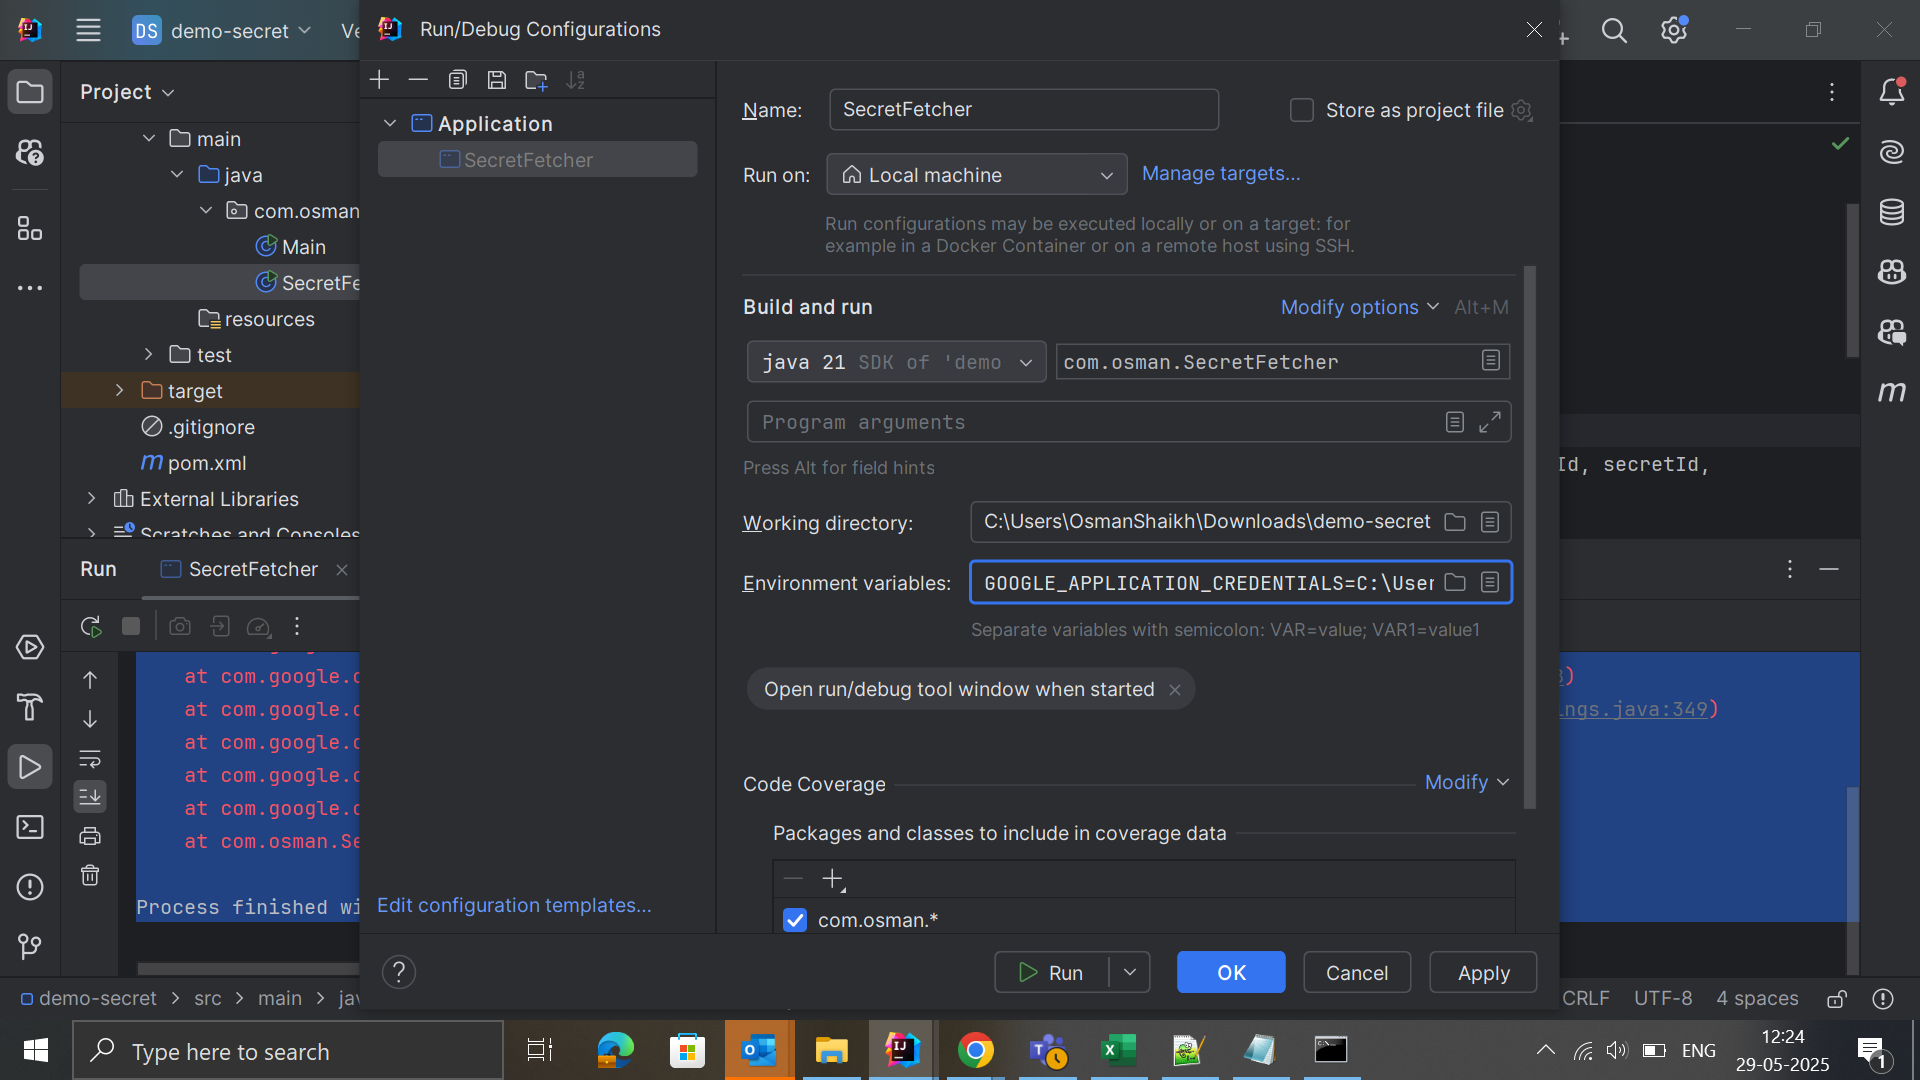 DS demo-secret
Run/Debug Configurations
Project
main
java
com.osman
Main
SecretFe
resources
test
target
.gitignore
m pom.xml
External Libraries
Scratches and Consoles
Application
SecretFetcher
Name:
SecretFetcher
Store as project file
Run on:
Local machine
Manage targets...
Run configurations may be executed locally or on a target: for
example in a Docker Container or on a remote host using SSH.
Build and run
Modify options
Alt+M
java 21 SDK of 'demo
com.osman.SecretFetcher
Program arguments
Press Alt for field hints
Working directory:
C:\Users\OsmanShaikh\Downloads\demo-secret
Environment variables:
GOOGLE_APPLICATION_CREDENTIALS=C:\User
Separate variables with semicolon: VAR=value; VAR1=value1
Open run/debug tool window when started
Code Coverage
Modify
Packages and classes to include in coverage data
com.osman.*
Edit configuration templates...
?
Run
OK
Cancel
Apply
Id, secretId,
Run
SecretFetcher
at com.google.c
at com.google.c
ngs.java:349)
at com.google.c
at com.google.c
at com.google.c
at com.osman.Se
Process finished wi
m
demo-secret > src > main > jav
CRLF
UTF-8
4 spaces
Type here to search
ENG
12:24
29-05-2025
1